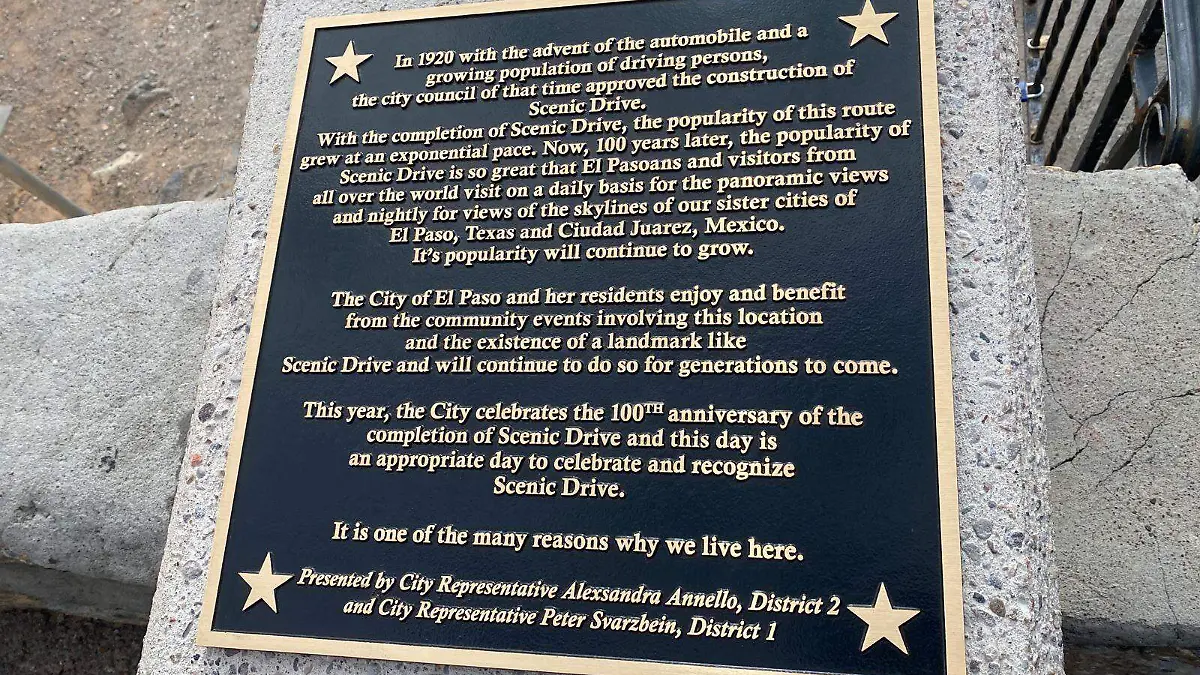 In 1920 with the advent of the automobile and a
growing population of driving persons,
the city council of that time approved the construction of
Scenic Drive.
With the completion of Scenic Drive, the popularity of this route
grew at an exponential pace. Now, 100 years later, the popularity of
Scenic Drive is so great that El Pasoans and visitors from
all over the world visit on a daily basis for the panoramic views
and nightly for views of the skylines of our sister cities of
El Paso, Texas and Ciudad Juarez, Mexico.
It's popularity will continue to grow.
The City of El Paso and her residents enjoy and benefit
from the community events involving this location
and the existence of a landmark like
Scenic Drive and will continue to do so for generations to come.
This year, the City celebrates the 100TH anniversary of the
completion of Scenic Drive and this day is
an appropriate day to celebrate and recognize
Scenic Drive.
It is one of the many reasons why we live here.
Presented by City Representative Alexsandra Annello, District 2
and City Representative Peter Svarzbein, District 1